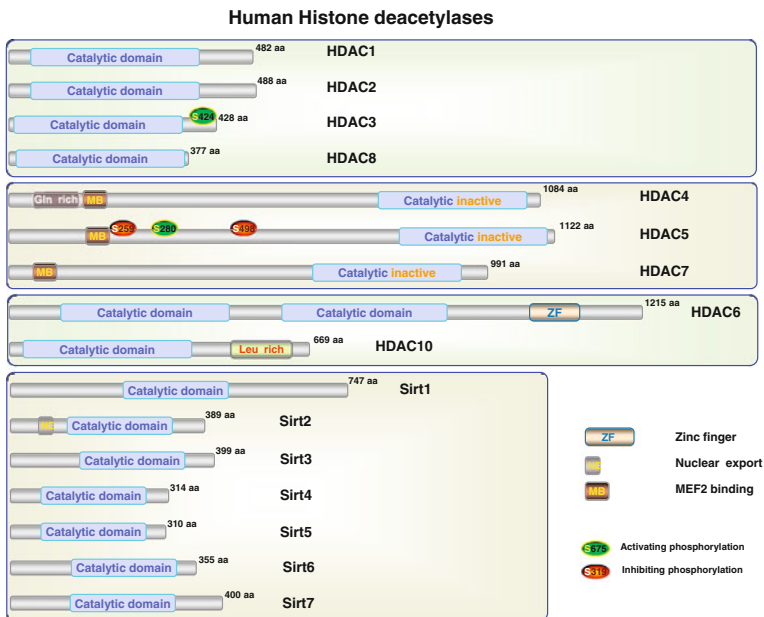 Human Histone deacetylases
Catalytic domain 482 aa HDAC1
Catalytic domain 488 aa HDAC2
Catalytic domain S424 428 aa HDAC3
Catalytic domain 377 aa HDAC8
Gln rich MB Catalytic inactive 1084 aa HDAC4
MB S259 S280 S498 Catalytic inactive 1122 aa HDAC5
MB Catalytic inactive 991 aa HDAC7
Catalytic domain Catalytic domain ZF 1215 aa HDAC6
Catalytic domain Leu rich 669 aa HDAC10
Catalytic domain 747 aa Sirt1
NE Catalytic domain 389 aa Sirt2
Catalytic domain 399 aa Sirt3
Catalytic domain 314 aa Sirt4
Catalytic domain 310 aa Sirt5
Catalytic domain 355 aa Sirt6
Catalytic domain 400 aa Sirt7
ZF Zinc finger
NE Nuclear export
MB MEF2 binding
S675 Activating phosphorylation
S319 Inhibiting phosphorylation